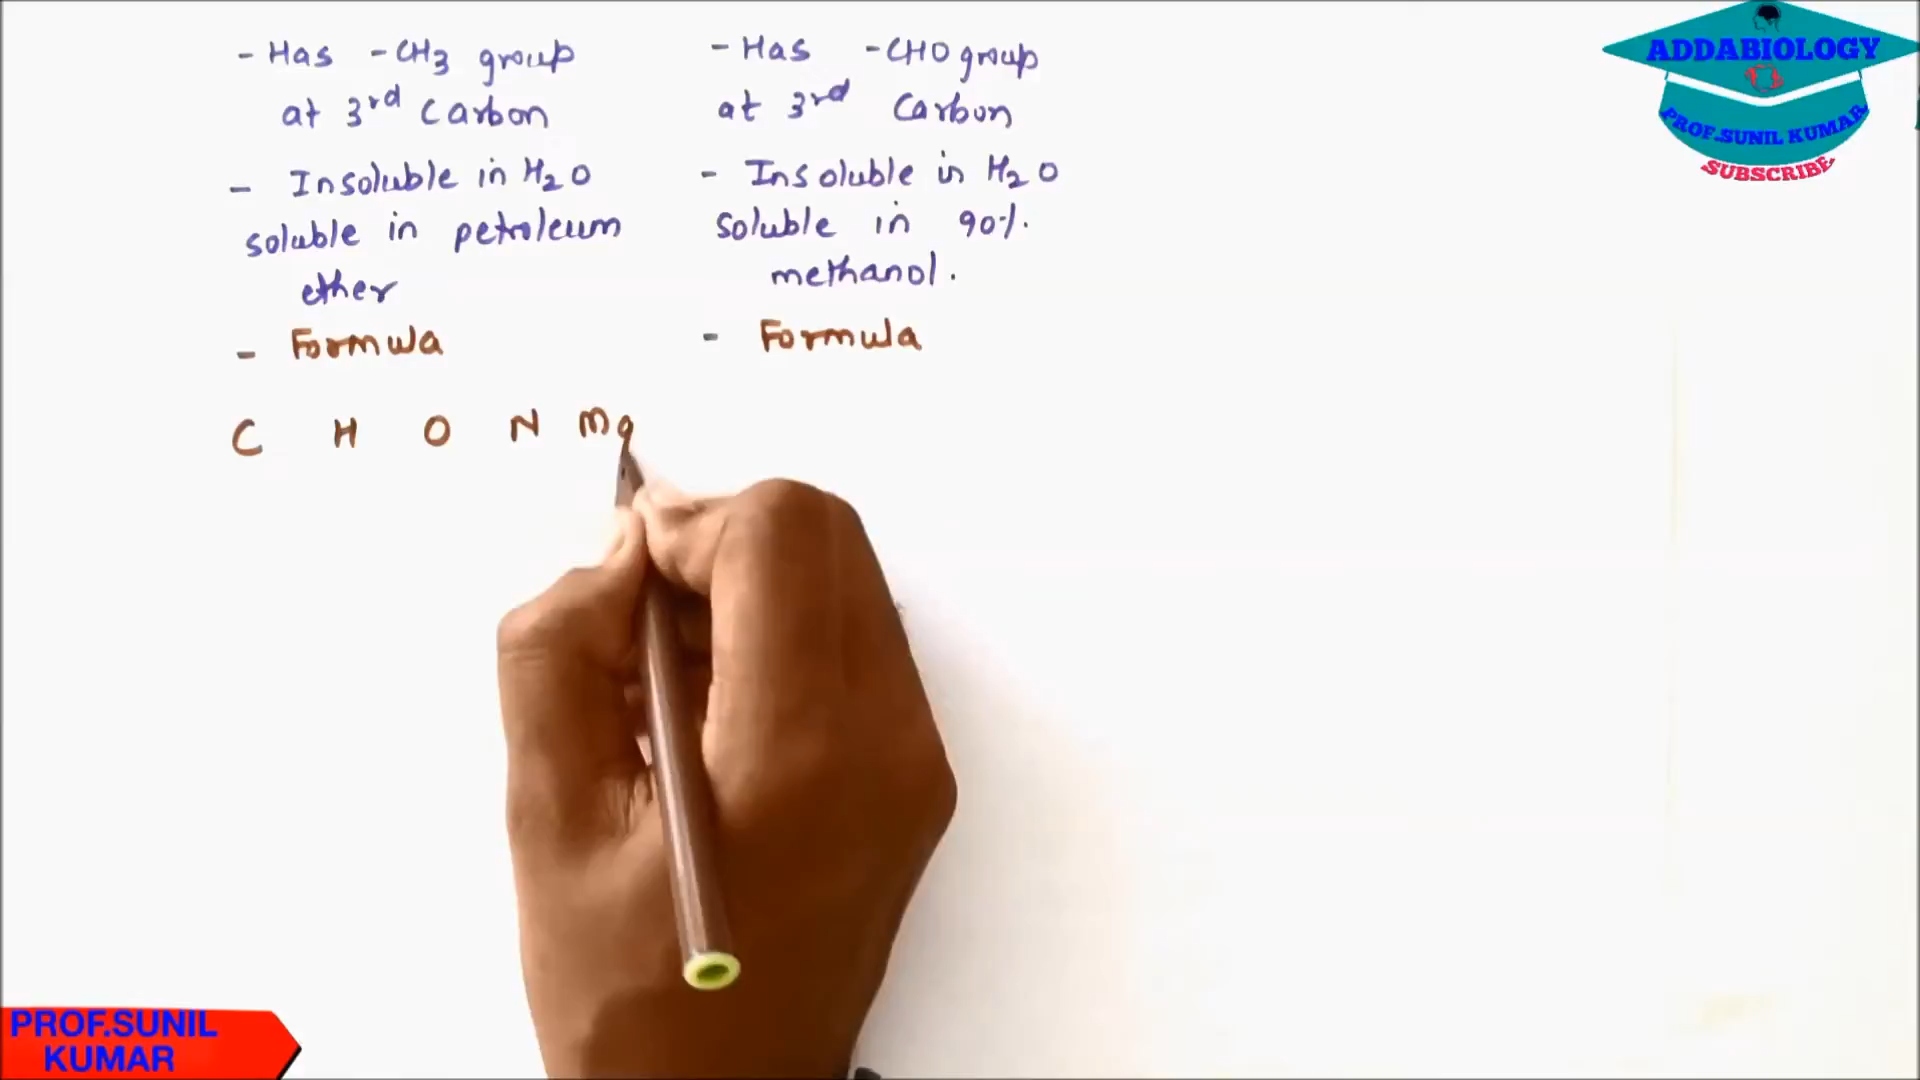 - Has -CH3 group
at 3rd Carbon
- Insoluble in H2O
soluble in petroleum
ether
- Formula
C H O N Mg
- Has -CHO group
at 3rd Carbon
- Insoluble in H2O
soluble in 90%.
methanol.
- Formula
ADDABIOLOGY
PROF.SUNIL KUMAR
SUBSCRIBE
PROF.SUNIL
KUMAR